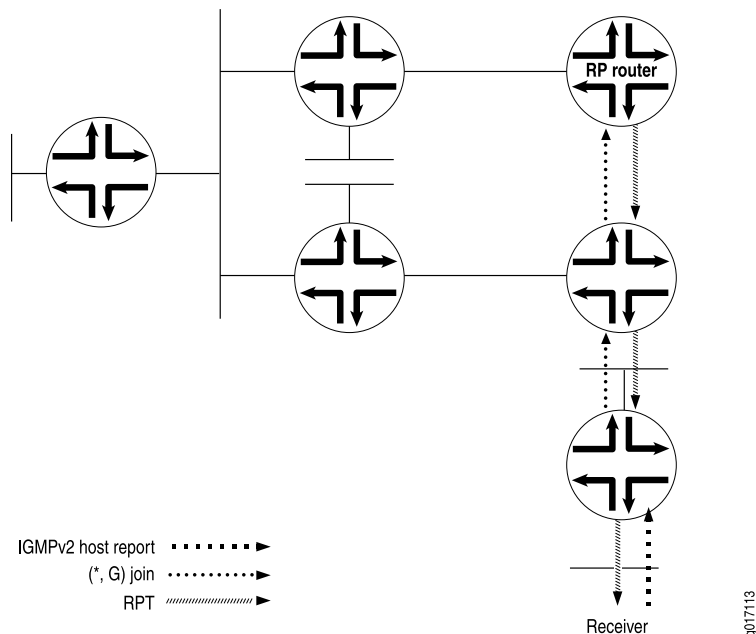 RP router
IGMPv2 host report
(*, G) join
RPT
Receiver
g017113